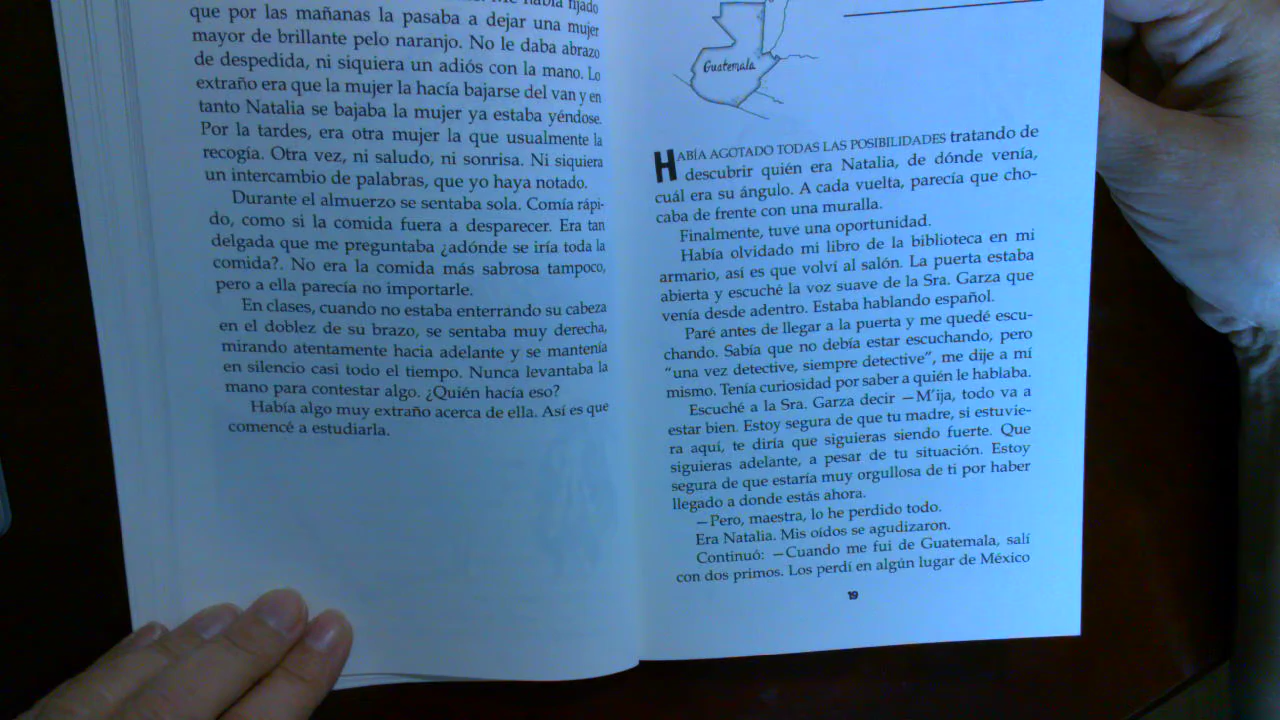 que por las mañanas la pasaba a dejar una mujer
mayor de brillante pelo naranjo. No le daba abrazo
de despedida, ni siquiera un adiós con la mano. Lo
extraño era que la mujer la hacía bajarse del van y en
tanto Natalia se bajaba la mujer ya estaba yéndose.
Por la tardes, era otra mujer la que usualmente la
recogía. Otra vez, ni saludo, ni sonrisa. Ni siquiera
un intercambio de palabras, que yo haya notado.
Durante el almuerzo se sentaba sola. Comía rápi-
do, como si la comida fuera a desparecer. Era tan
delgada que me preguntaba ¿adónde se iría toda la
comida?. No era la comida más sabrosa tampoco,
pero a ella parecía no importarle.
En clases, cuando no estaba enterrando su cabeza
en el doblez de su brazo, se sentaba muy derecha,
mirando atentamente hacia adelante y se mantenía
en silencio casi todo el tiempo. Nunca levantaba la
mano para contestar algo. ¿Quién hacía eso?
Había algo muy extraño acerca de ella. Así es que
comencé a estudiarla.
Guatemala
HABÍA AGOTADO TODAS LAS POSIBILIDADES tratando de
descubrir quién era Natalia, de dónde venía,
cuál era su ángulo. A cada vuelta, parecía que cho-
caba de frente con una muralla.
Finalmente, tuve una oportunidad.
Había olvidado mi libro de la biblioteca en mi
armario, así es que volví al salón. La puerta estaba
abierta y escuché la voz suave de la Sra. Garza que
venía desde adentro. Estaba hablando español.
Paré antes de llegar a la puerta y me quedé escu-
chando. Sabía que no debía estar escuchando, pero
“una vez detective, siempre detective”, me dije a mí
mismo. Tenía curiosidad por saber a quién le hablaba.
Escuché a la Sra. Garza decir —M’ija, todo va a
estar bien. Estoy segura de que tu madre, si estuvie-
ra aquí, te diría que siguieras siendo fuerte. Que
siguieras adelante, a pesar de tu situación. Estoy
segura de que estaría muy orgullosa de ti por haber
llegado a donde estás ahora.
—Pero, maestra, lo he perdido todo.
Era Natalia. Mis oídos se agudizaron.
Continuó: —Cuando me fui de Guatemala, salí
con dos primos. Los perdí en algún lugar de México
19